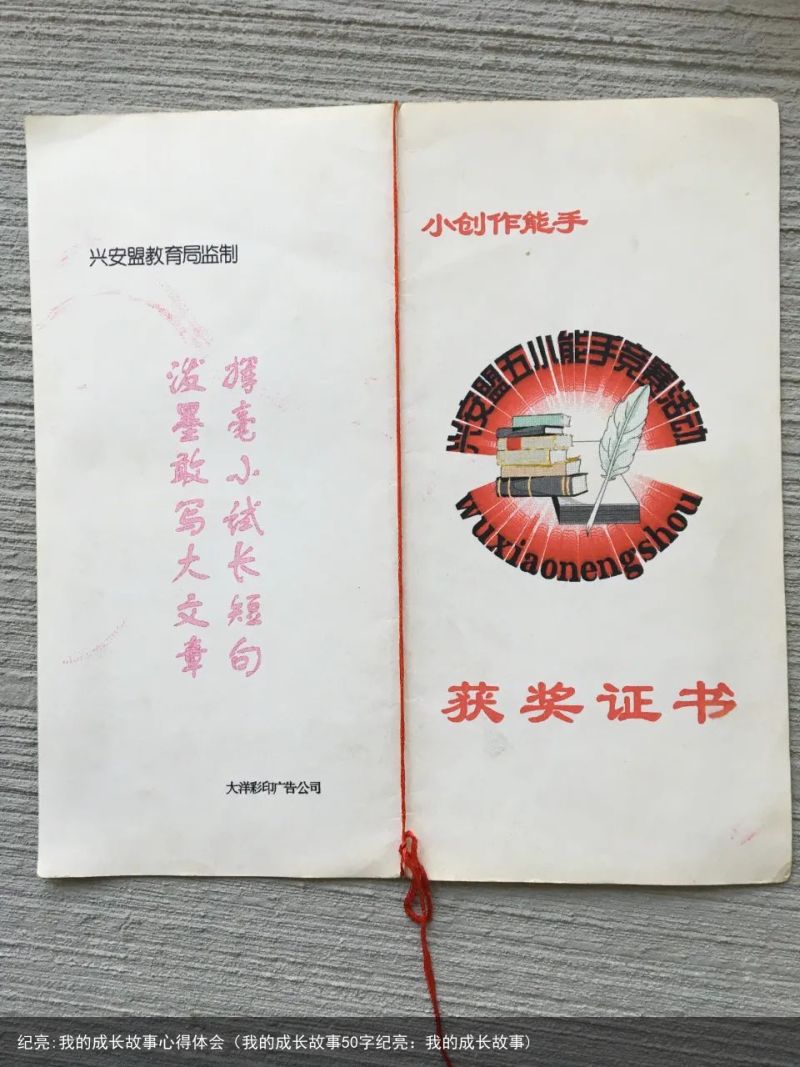 兴安盟教育局监制
挥毫小试长短句
泼墨敢写大文章
大洋彩印广告公司
小创作能手
兴安盟五小能手竞赛活动
wuxiaonengshou
获奖证书
纪亮:我的成长故事心得体会（我的成长故事50字纪亮：我的成长故事）